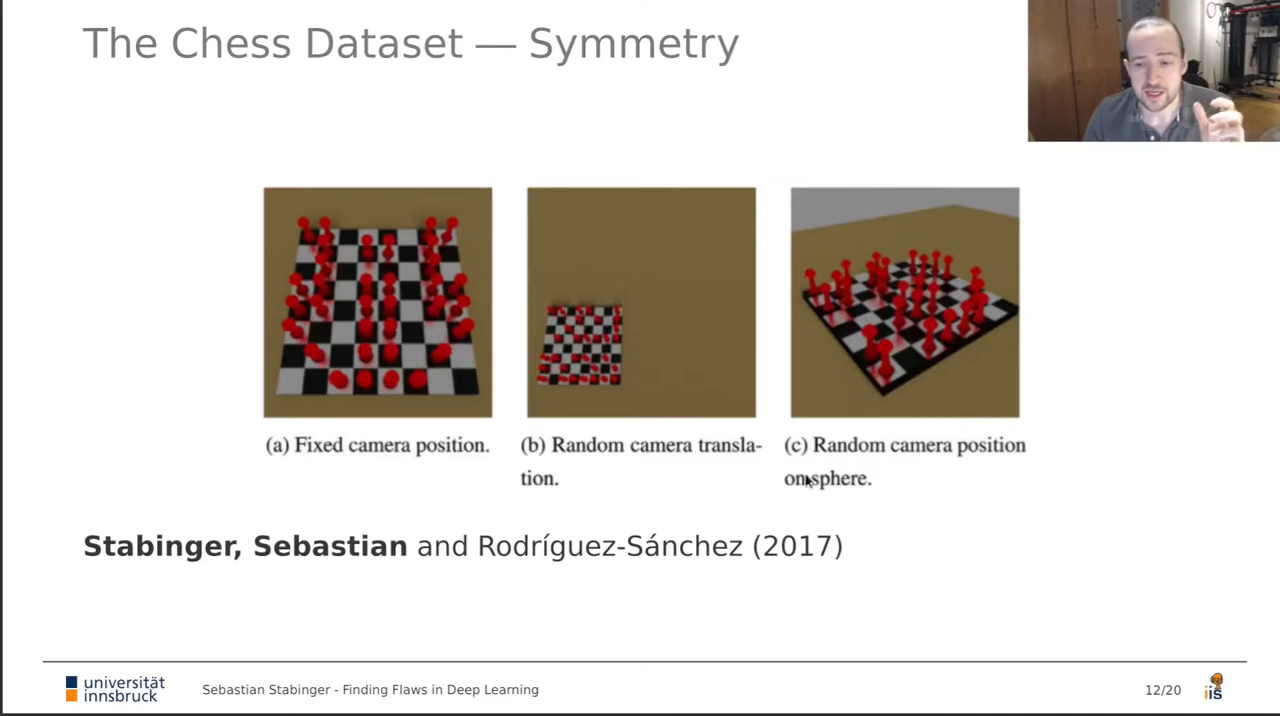 The Chess Dataset — Symmetry
(a) Fixed camera position.
(b) Random camera transla-
tion.
(c) Random camera position
on sphere.
Stabinger, Sebastian and Rodríguez-Sánchez (2017)
universität
innsbruck
Sebastian Stabinger - Finding Flaws in Deep Learning
12/20
iis